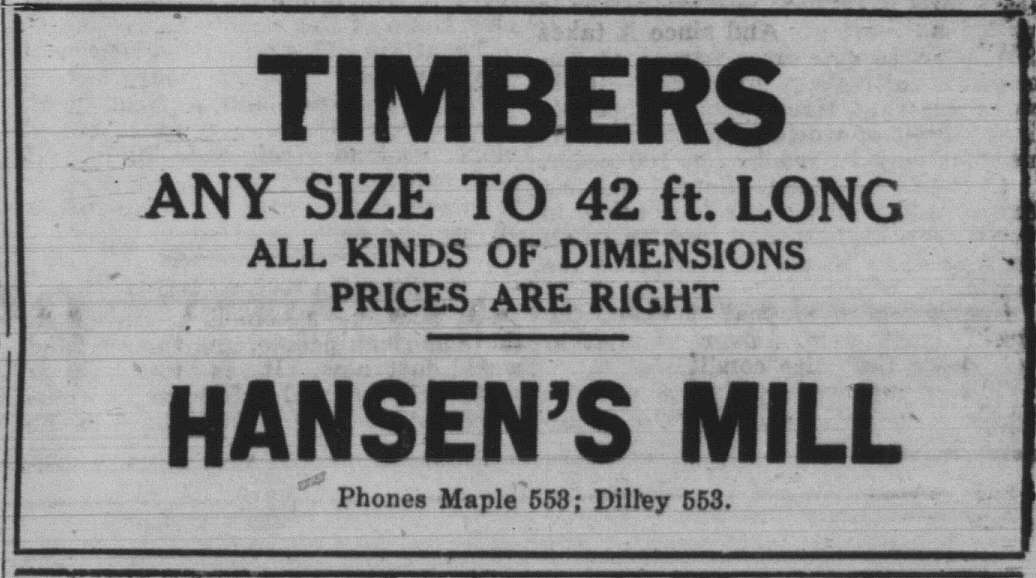 TIMBERS
ANY SIZE TO 42 ft. LONG
ALL KINDS OF DIMENSIONS
PRICES ARE RIGHT
HANSEN'S MILL
Phones Maple 553; Dilley 553.